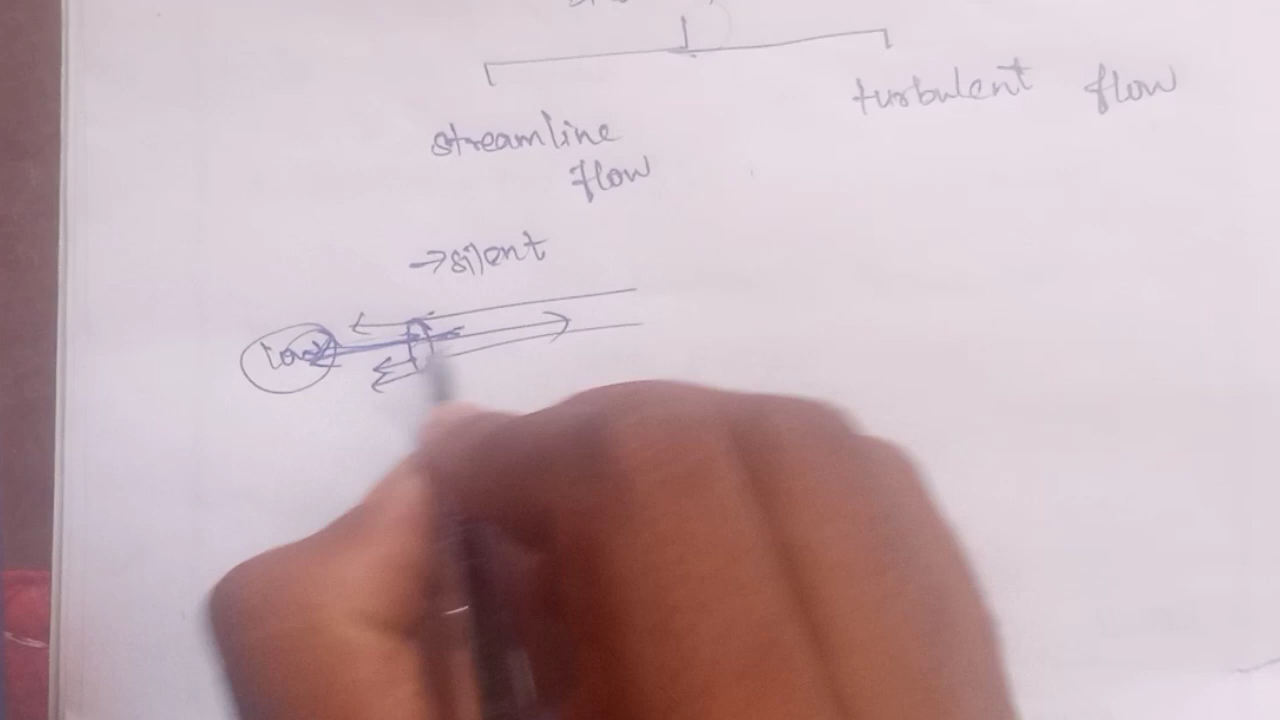 turbulent flow
streamline
flow
→silent